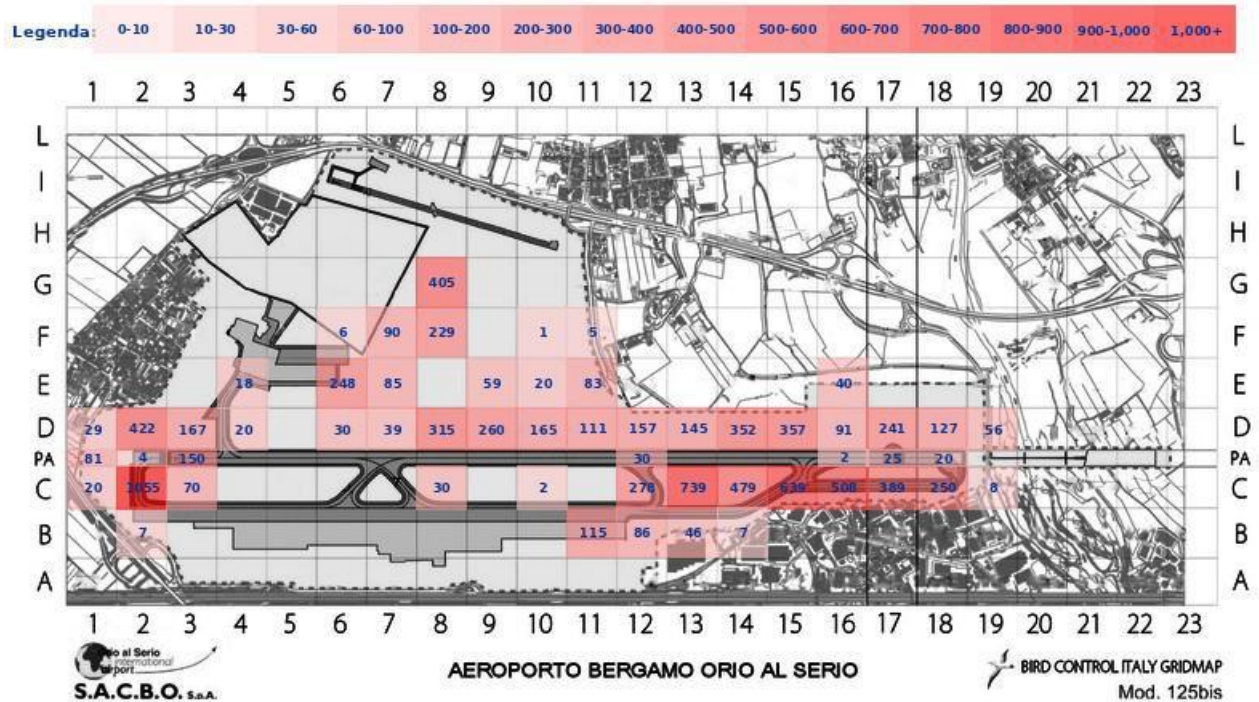 Legenda: 0-10 10-30 30-60 60-100 100-200 200-300 300-400 400-500 500-600 600-700 700-800 800-900 900-1,000 1,000+
1 2 3 4 5 6 7 8 9 10 11 12 13 14 15 16 17 18 19 20 21 22 23
L L
I I
H H
G 405 G
F 6 90 229 1 5 F
E 18 248 85 59 20 83 40 E
D 29 422 167 20 30 39 315 260 165 111 157 145 352 357 91 241 127 56 D
PA 81 4 150 30 2 25 20 PA
C 20 1055 70 30 2 278 739 479 639 508 389 250 8 C
B 7 115 86 46 7 B
A A
1 2 3 4 5 6 7 8 9 10 11 12 13 14 15 16 17 18 19 20 21 22 23
Orio al Serio
international
airport
S.A.C.B.O. S.p.A.
AEROPORTO BERGAMO ORIO AL SERIO
BIRD CONTROL ITALY GRIDMAP
Mod. 125bis